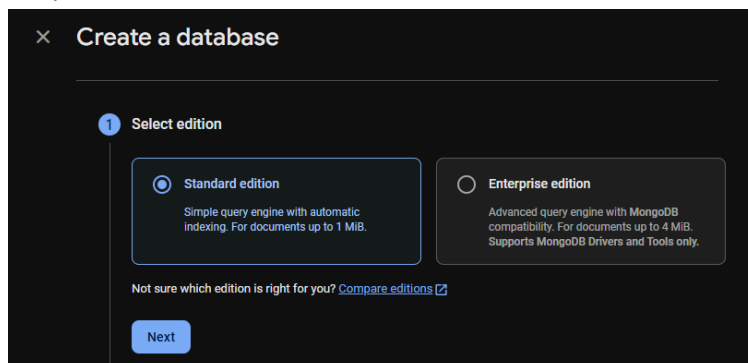 Create a database
1
Select edition
Standard edition
Simple query engine with automatic
indexing. For documents up to 1 MiB.
Enterprise edition
Advanced query engine with MongoDB
compatibility. For documents up to 4 MiB.
Supports MongoDB Drivers and Tools only.
Not sure which edition is right for you? Compare editions
Next